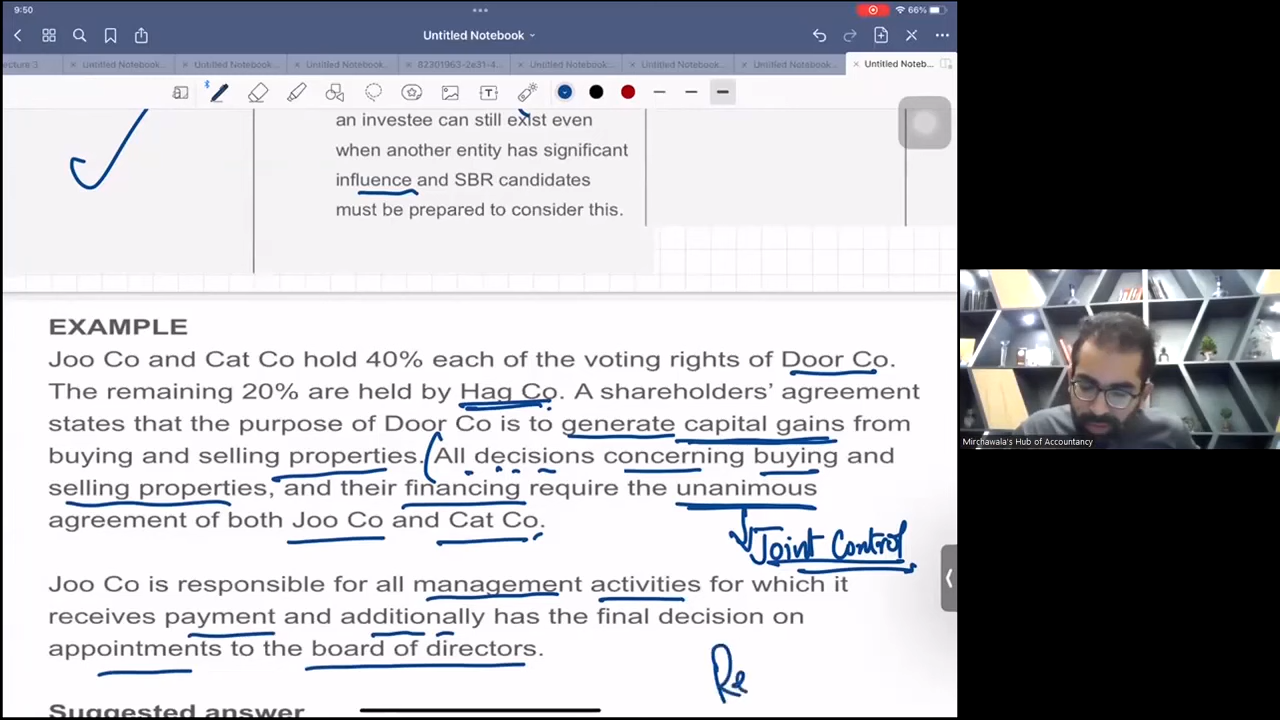 9:50
66%
Untitled Notebook
ecture 3
Untitled Notebook...
Untitled Notebook...
Untitled Notebook...
82301963-2e31-4...
Untitled Notebook...
Untitled Notebook...
Untitled Notebook...
Untitled Noteb...
an investee can still exist even
when another entity has significant
influence and SBR candidates
must be prepared to consider this.
EXAMPLE
Joo Co and Cat Co hold 40% each of the voting rights of Door Co.
The remaining 20% are held by Hag Co. A shareholders’ agreement
states that the purpose of Door Co is to generate capital gains from
buying and selling properties. All decisions concerning buying and
selling properties, and their financing require the unanimous
agreement of both Joo Co and Cat Co.
Joint Control
Joo Co is responsible for all management activities for which it
receives payment and additionally has the final decision on
appointments to the board of directors.
Re
Suggested answer
Mirchawala's Hub of Accountancy